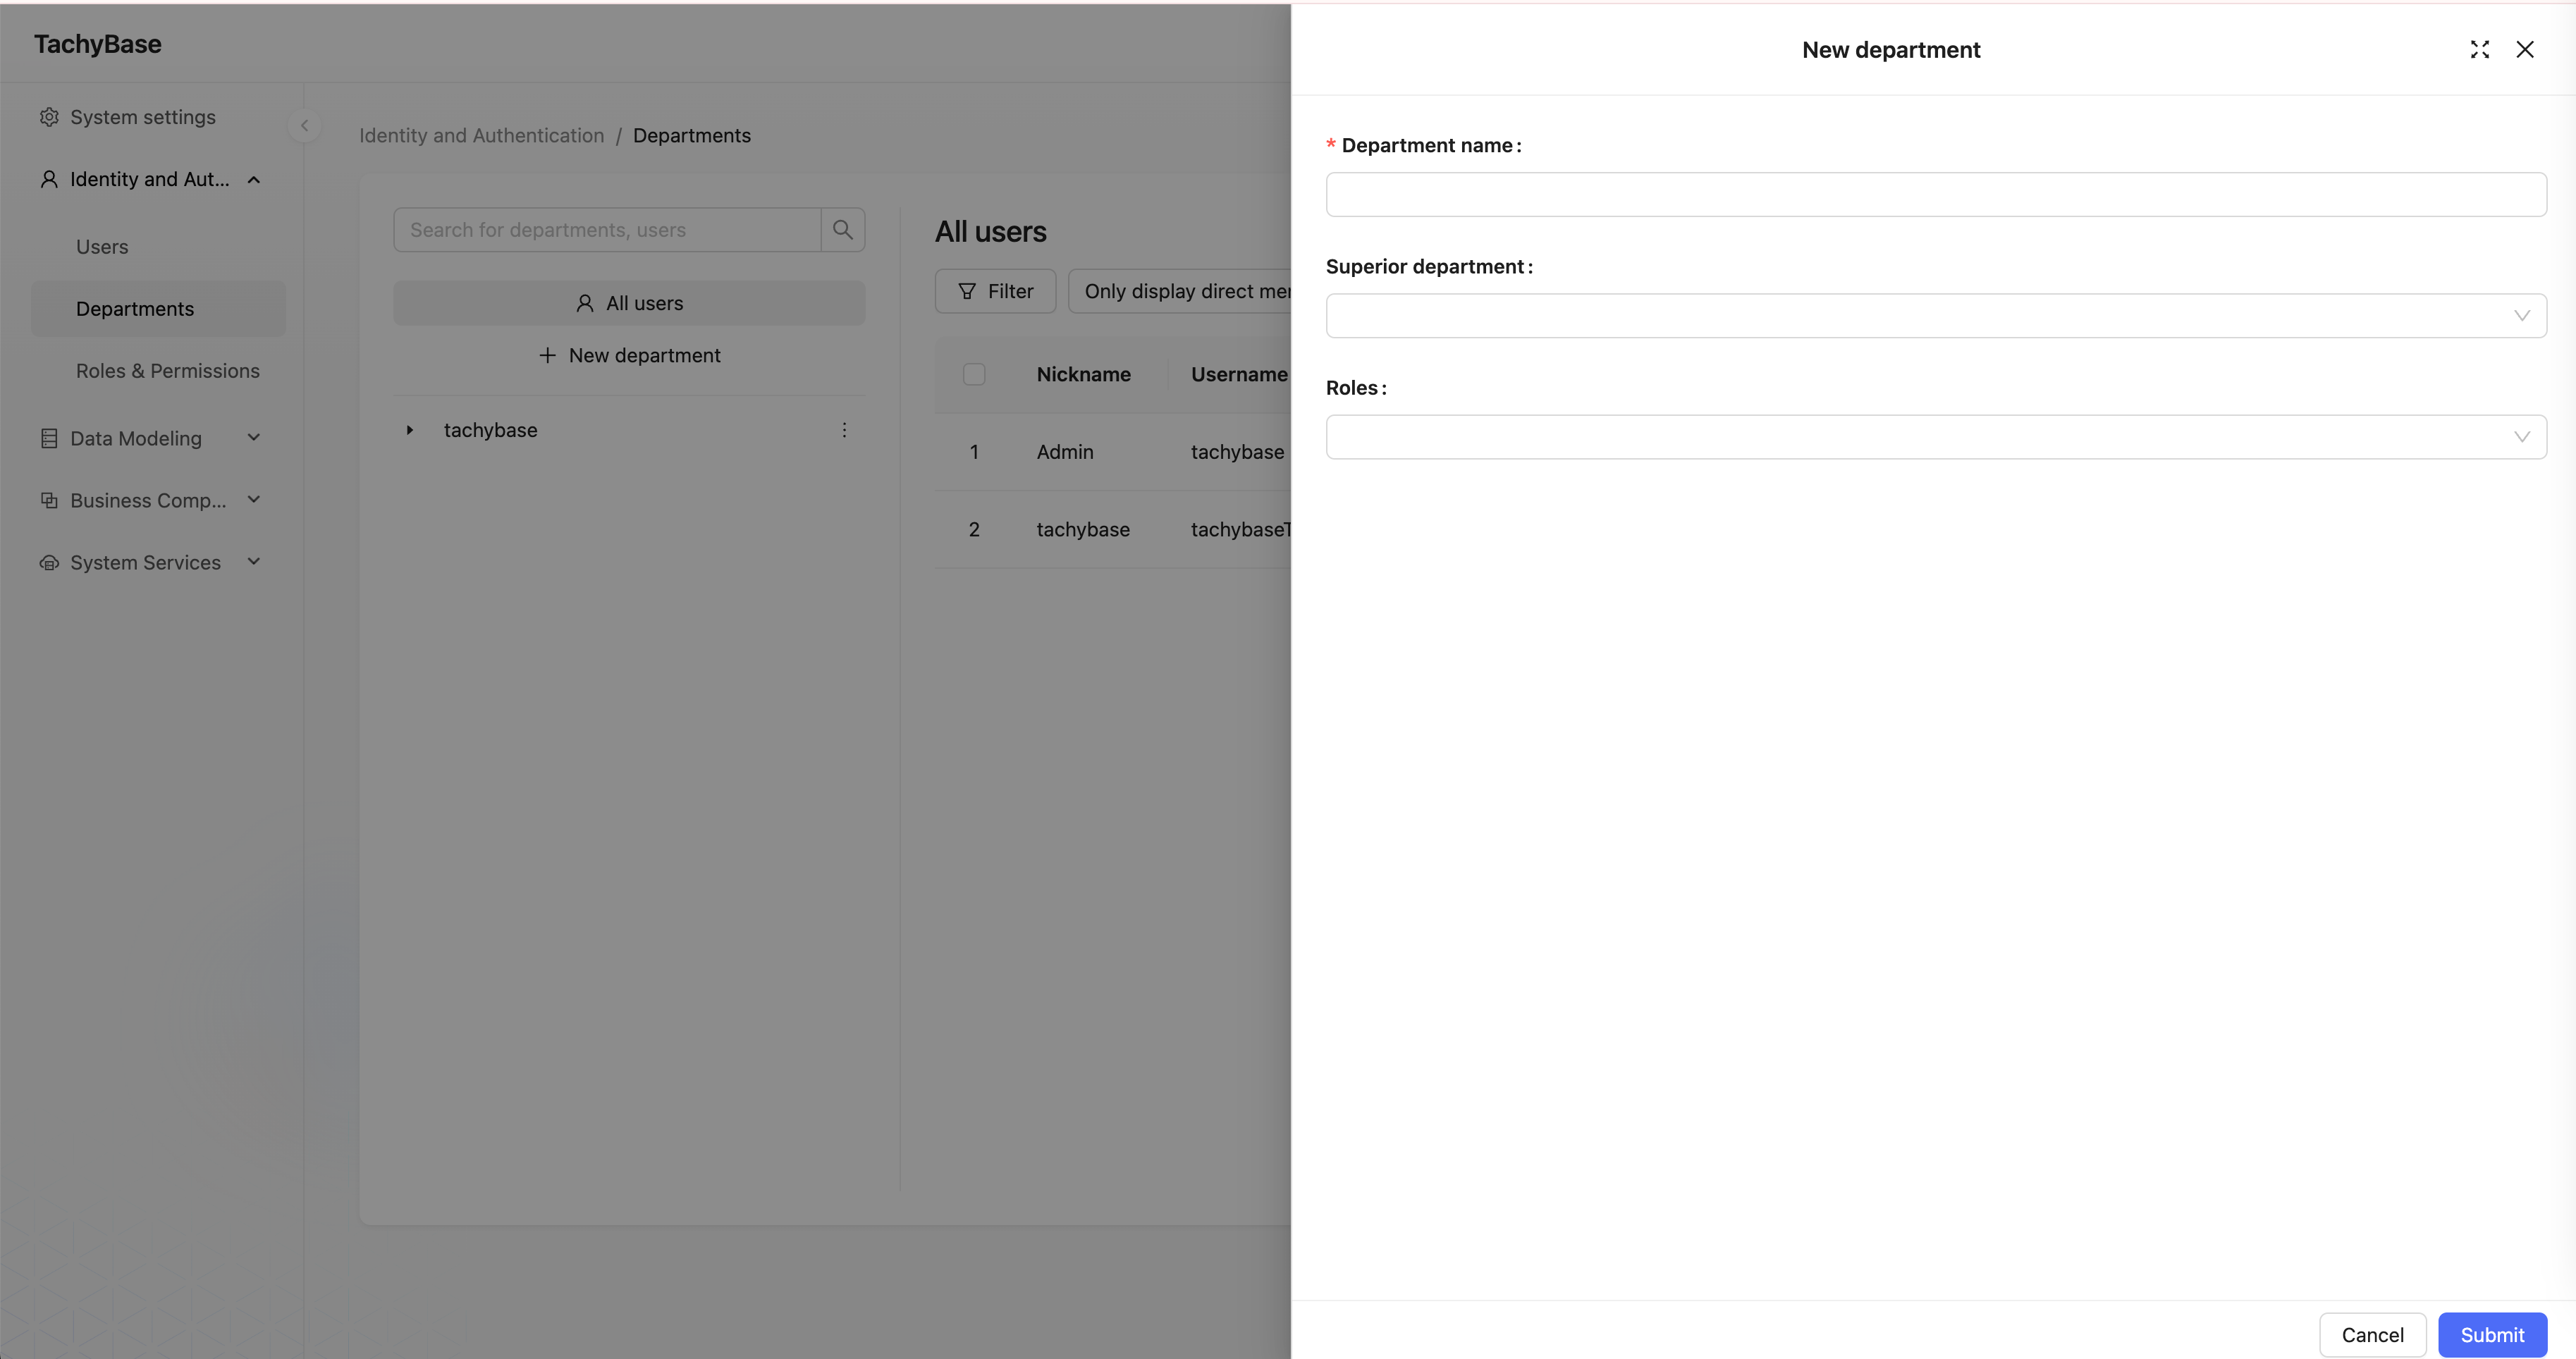 TachyBase
System settings
Identity and Aut...
Users
Departments
Roles & Permissions
Data Modeling
Business Comp...
System Services
Identity and Authentication / Departments
Search for departments, users
All users
New department
tachybase
All users
Filter
Only display direct me
Nickname
Username
1
Admin
tachybase
2
tachybase
tachybaseT
New department
* Department name:
Superior department:
Roles:
Cancel
Submit